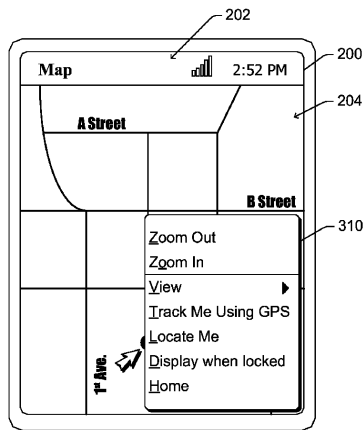 202
Map 2:52 PM
200
204
A Street
B Street
310
Zoom Out
Zoom In
View
Track Me Using GPS
Locate Me
Display when locked
Home
1st Ave.